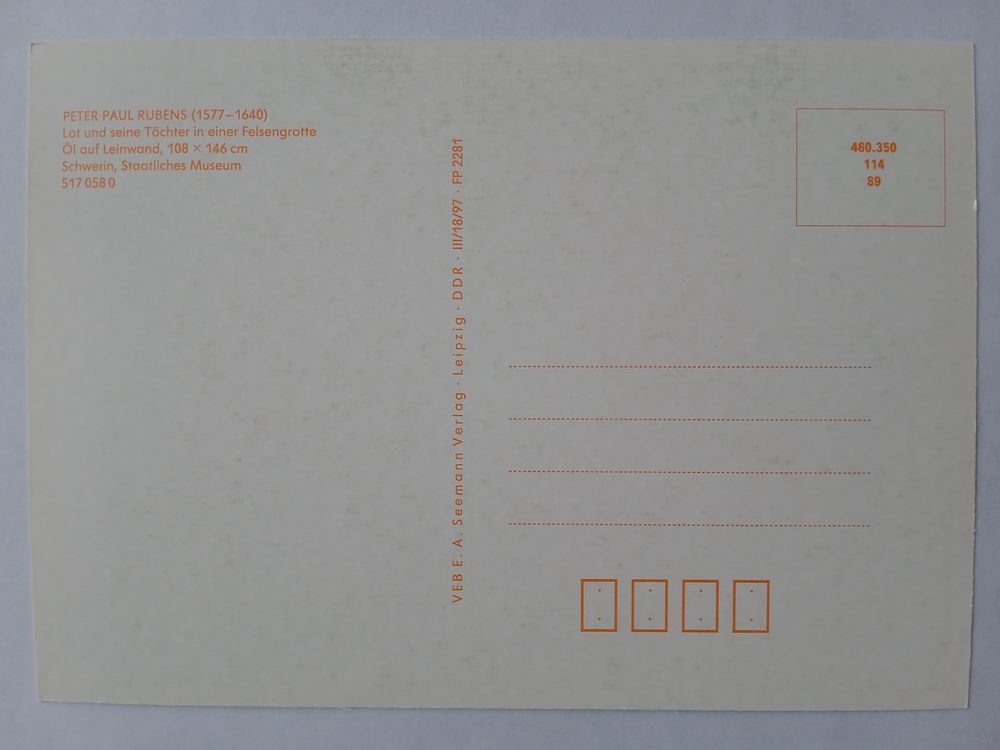 PETER PAUL RUBENS (1577–1640)
Lot und seine Töchter in einer Felsengrotte
Öl auf Leinwand, 108 × 146 cm
Schwerin, Staatliches Museum
517 058 0
VEB E. A. Seemann Verlag · Leipzig · DDR · III/18/97 · FP 2281
460.350
114
89